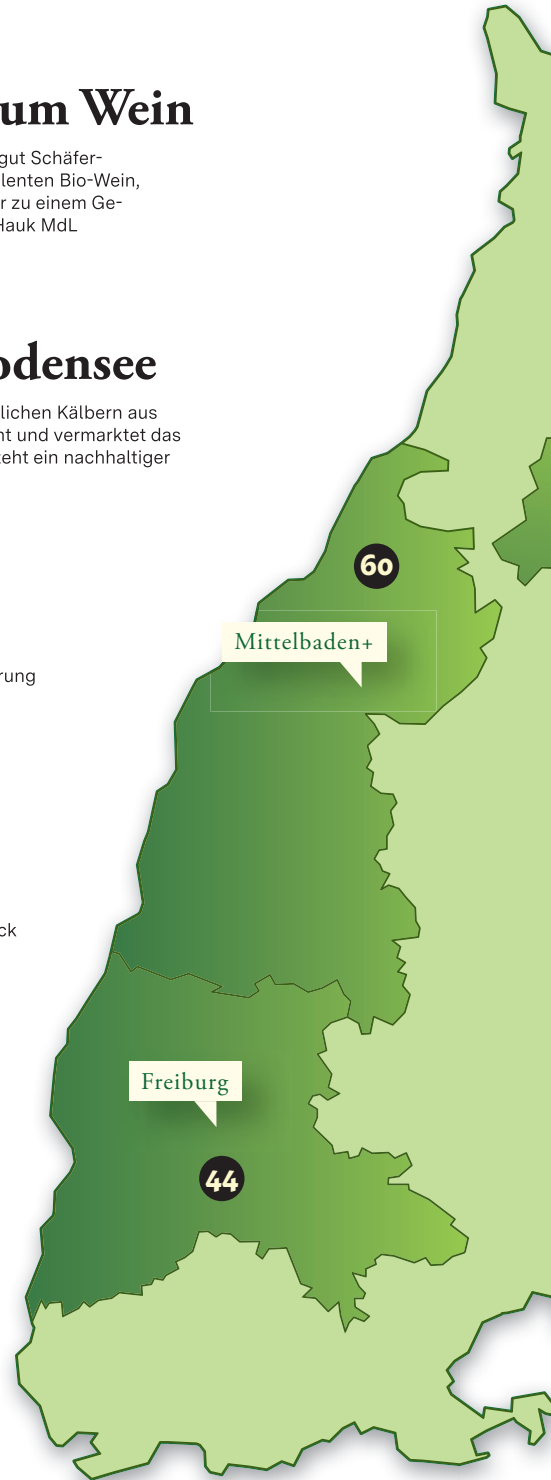 um Wein
gut Schäfer-
lenten Bio-Wein,
r zu einem Ge-
Hauk MdL
odensee
lichen Kälbern aus
nt und vermarktet das
eht ein nachhaltiger
60
Mittelbaden+
rung
ck
Freiburg
44